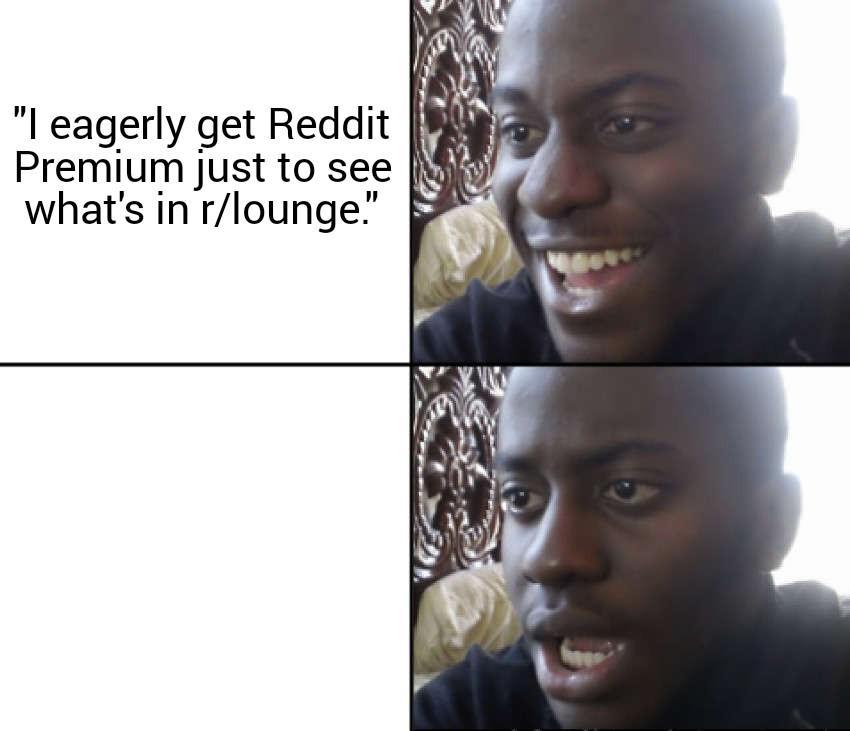 "I eagerly get Reddit
Premium just to see
what's in r/lounge."